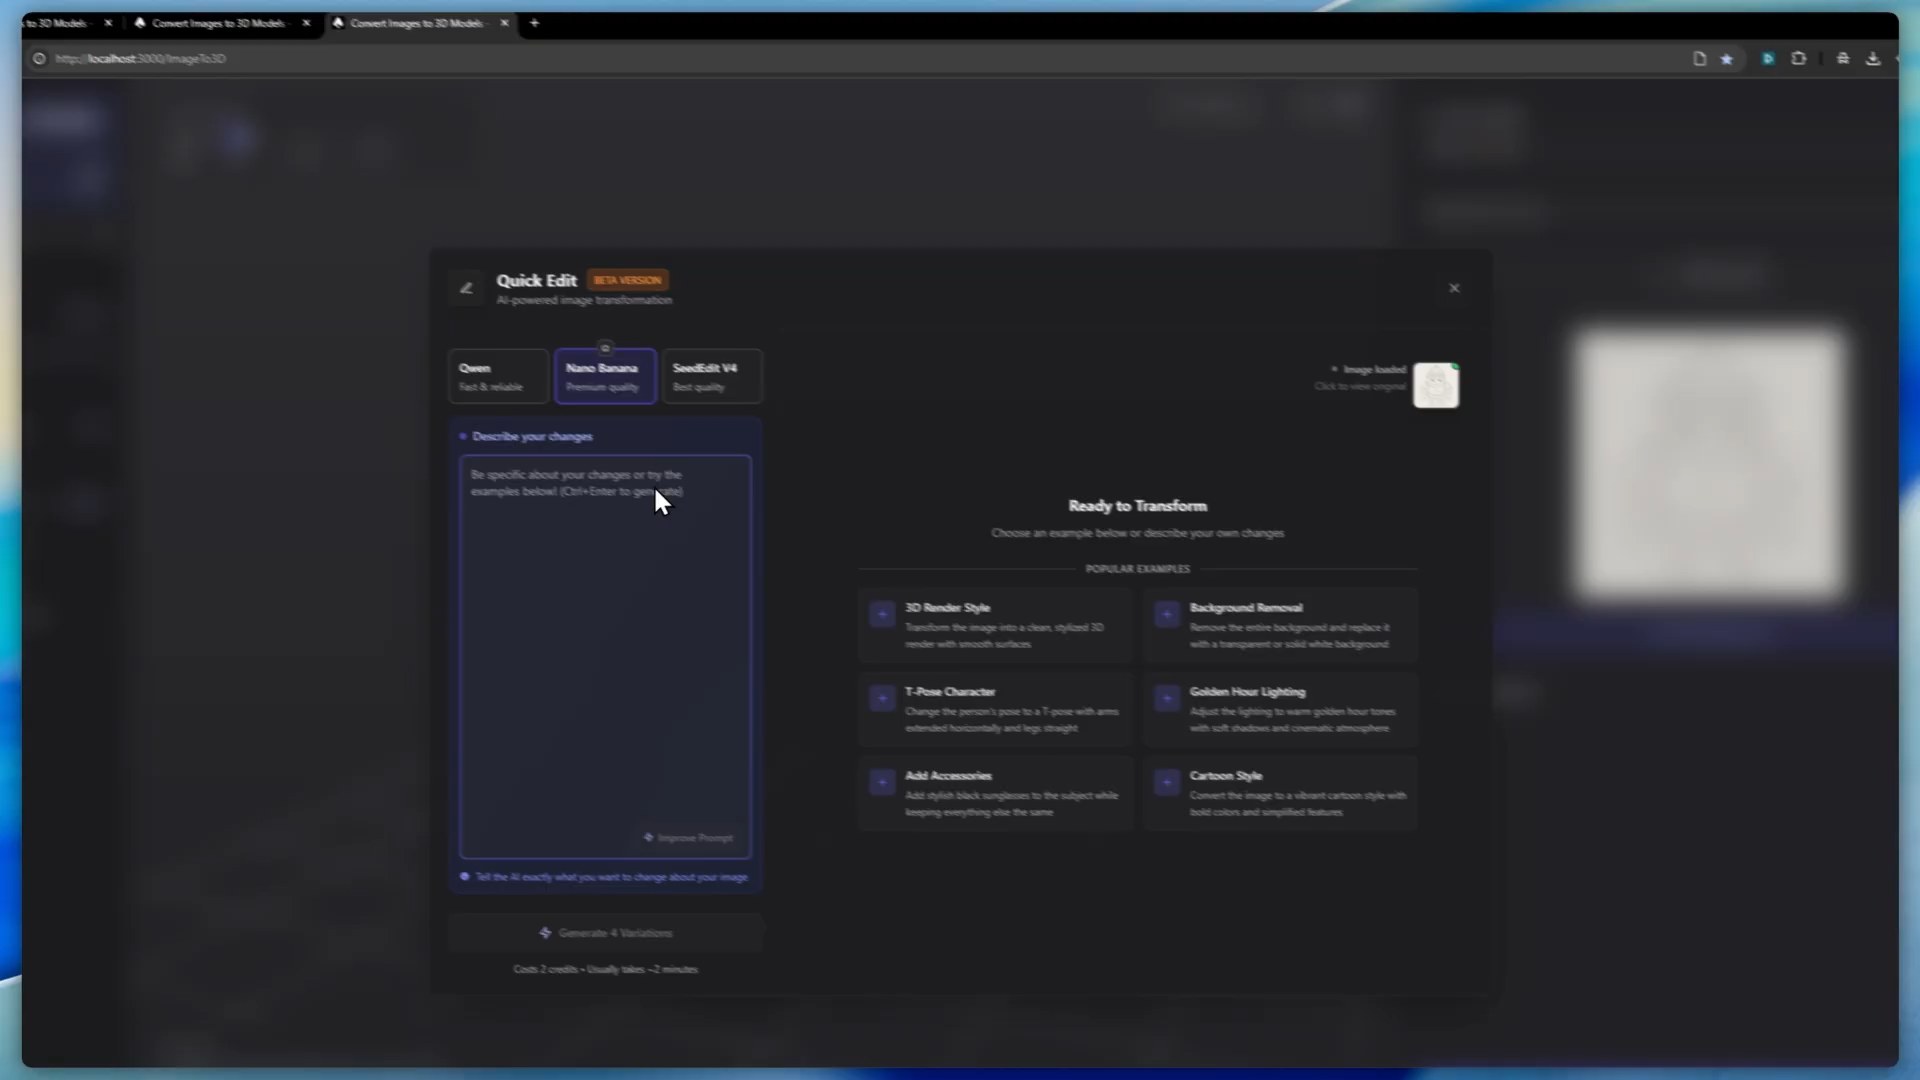 to 3D Models
Convert Images to 3D Models
Convert Images to 3D Models
http://localhost:3000/ImageTo3D
Quick Edit
BETA VERSION
AI-powered image transformation
Qwen
Fast & reliable
Nano Banana
Premium quality
SeedEdit V4
Best quality
Image loaded
Click to view original
Describe your changes
Be specific about your changes or try the
examples below! (Ctrl+Enter to generate)
Improve Prompt
Tell the AI exactly what you want to change about your image.
Generate 4 Variations
Costs 2 credits • Usually takes ~2 minutes
Ready to Transform
Choose an example below or describe your own changes
POPULAR EXAMPLES
3D Render Style
Transform the image into a clean, stylized 3D
render with smooth surfaces
Background Removal
Remove the entire background and replace it
with a transparent or solid white background
T-Pose Character
Change the person's pose to a T-pose with arms
extended horizontally and legs straight
Golden Hour Lighting
Adjust the lighting to warm golden hour tones
with soft shadows and cinematic atmosphere
Add Accessories
Add stylish black sunglasses to the subject while
keeping everything else the same
Cartoon Style
Convert the image to a vibrant cartoon style with
bold colors and simplified features